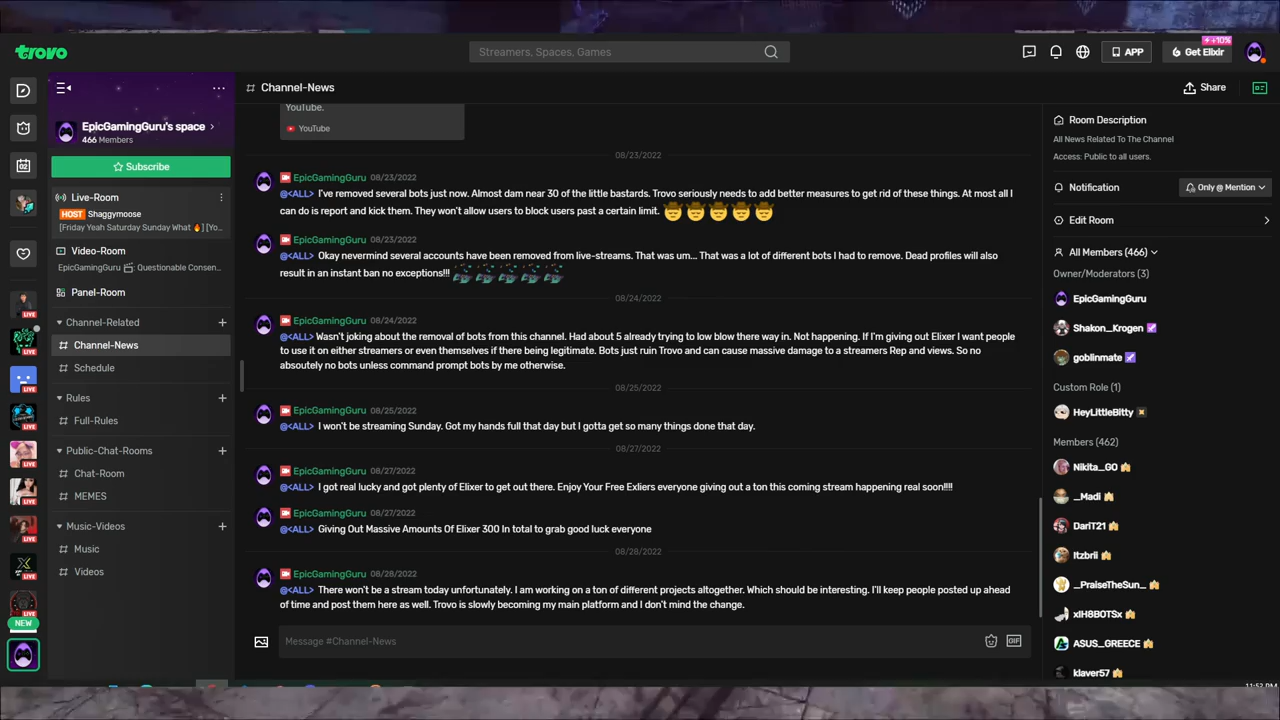 trovo
Streamers, Spaces, Games
APP
+10%
Get Elixir
EpicGamingGuru's space
466 Members
Subscribe
Live-Room
HOST Shaggymoose
[Friday Yeah Saturday Sunday What 🔥] [Yo...
Video-Room
EpicGamingGuru 🎬 Questionable Consen...
Panel-Room
Channel-Related
Channel-News
Schedule
Rules
Full-Rules
Public-Chat-Rooms
Chat-Room
MEMES
Music-Videos
Music
Videos
02
LIVE
LIVE
LIVE
LIVE
LIVE
LIVE
LIVE
LIVE
NEW
Channel-News
Share
YouTube.
YouTube
08/23/2022
EpicGamingGuru 08/23/2022
@<ALL> I've removed several bots just now. Almost dam near 30 of the little bastards. Trovo seriously needs to add better measures to get rid of these things. At most all I
can do is report and kick them. They won't allow users to block users past a certain limit.
EpicGamingGuru 08/23/2022
@<ALL> Okay nevermind several accounts have been removed from live-streams. That was um... That was a lot of different bots I had to remove. Dead profiles will also
result in an instant ban no exceptions!!!
08/24/2022
EpicGamingGuru 08/24/2022
@<ALL> Wasn't joking about the removal of bots from this channel. Had about 5 already trying to low blow there way in. Not happening. If I'm giving out Elixer I want people
to use it on either streamers or even themselves if there being legitimate. Bots just ruin Trovo and can cause massive damage to a streamers Rep and views. So no
absoutely no bots unless command prompt bots by me otherwise.
08/25/2022
EpicGamingGuru 08/25/2022
@<ALL> I won't be streaming Sunday. Got my hands full that day but I gotta get so many things done that day.
08/27/2022
EpicGamingGuru 08/27/2022
@<ALL> I got real lucky and got plenty of Elixer to get out there. Enjoy Your Free Exliers everyone giving out a ton this coming stream happening real soon!!!!
EpicGamingGuru 08/27/2022
@<ALL> Giving Out Massive Amounts Of Elixer 300 In total to grab good luck everyone
08/28/2022
EpicGamingGuru 08/28/2022
@<ALL> There won't be a stream today unfortunately. I am working on a ton of different projects altogether. Which should be interesting. I'll keep people posted up ahead
of time and post them here as well. Trovo is slowly becoming my main platform and I don't mind the change.
Message #Channel-News
GIF
Room Description
All News Related To The Channel
Access: Public to all users.
Notification
Only @ Mention
Edit Room
All Members (466)
Owner/Moderators (3)
EpicGamingGuru
Shakon_Krogen
goblinmate
Custom Role (1)
HeyLittleBitty
Members (462)
Nikita_GO
_Madi
DariT21
Itzbrii
_PraiseTheSun_
xIH8BOTSx
ASUS_GREECE
klaver57